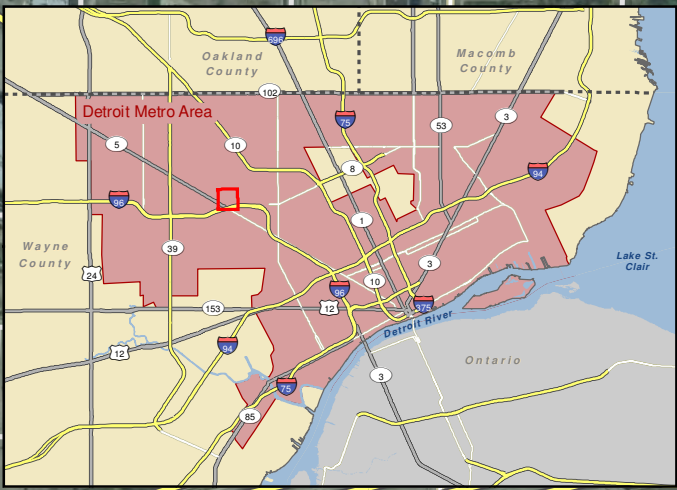 696
Oakland
County
Macomb
County
102
Detroit Metro Area
75
53
3
5
10
8
94
96
1
Wayne
County
39
3
Lake St.
Clair
24
10
96
153
12
375
Detroit River
12
94
Ontario
3
75
85